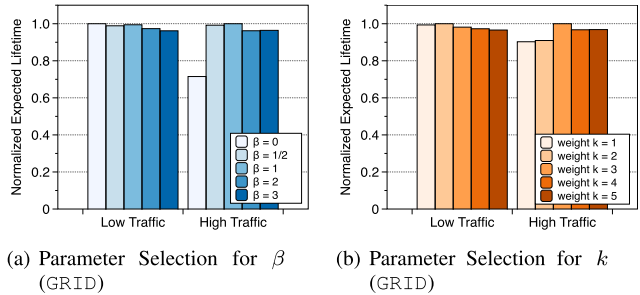 Normalized Expected Lifetime
1.0
0.8
0.6
0.4
0.2
0
β = 0
β = 1/2
β = 1
β = 2
β = 3
Low Traffic
High Traffic
(a) Parameter Selection for β
(GRID)
Normalized Expected Lifetime
1.0
0.8
0.6
0.4
0.2
0
weight k = 1
weight k = 2
weight k = 3
weight k = 4
weight k = 5
Low Traffic
High Traffic
(b) Parameter Selection for k
(GRID)